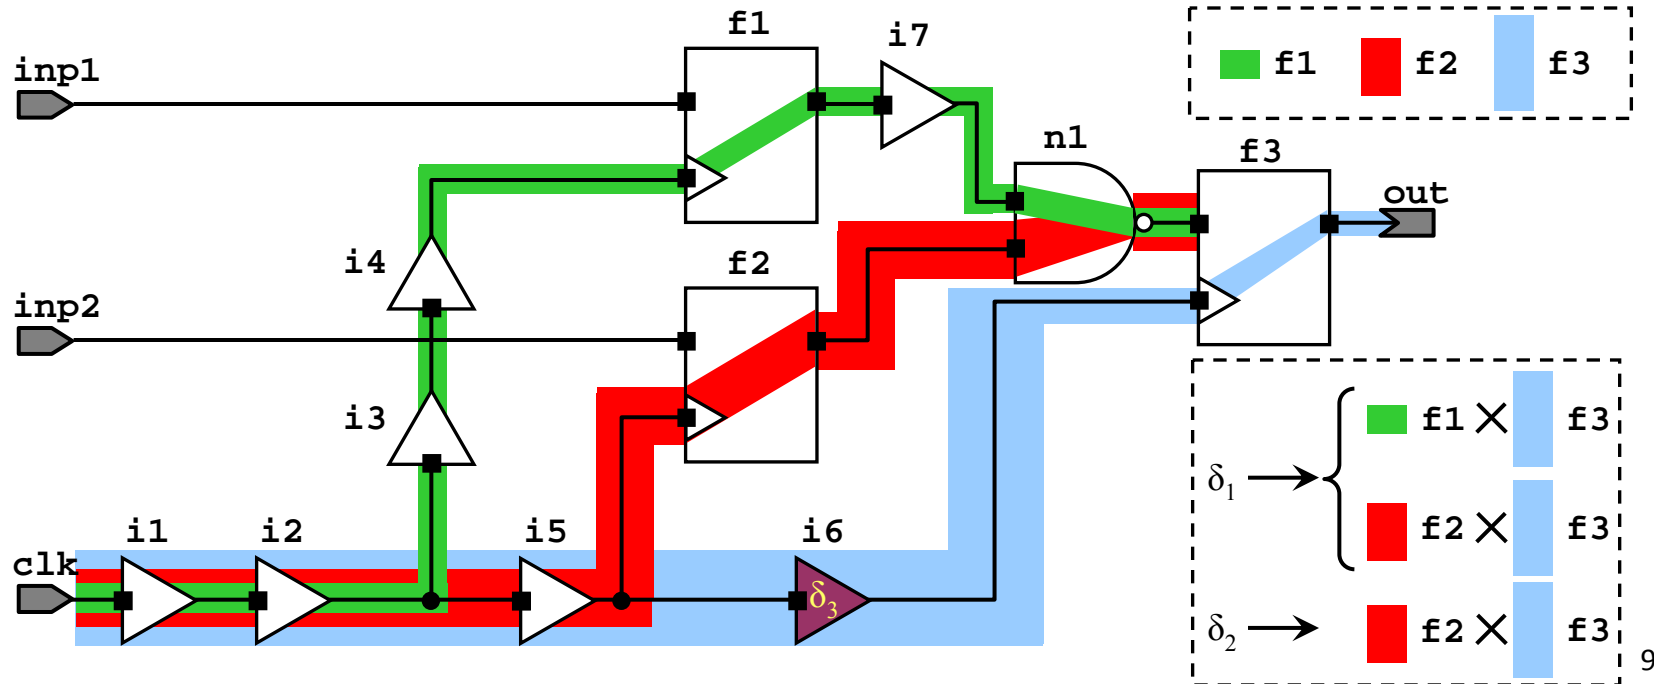 f1
i7
f1
f2
f3
inp1
n1
f3
out
i4
f2
inp2
i3
f1 × f3
δ1
f2 × f3
i1
i2
i5
i6
clk
δ3
δ2
f2 × f3
9